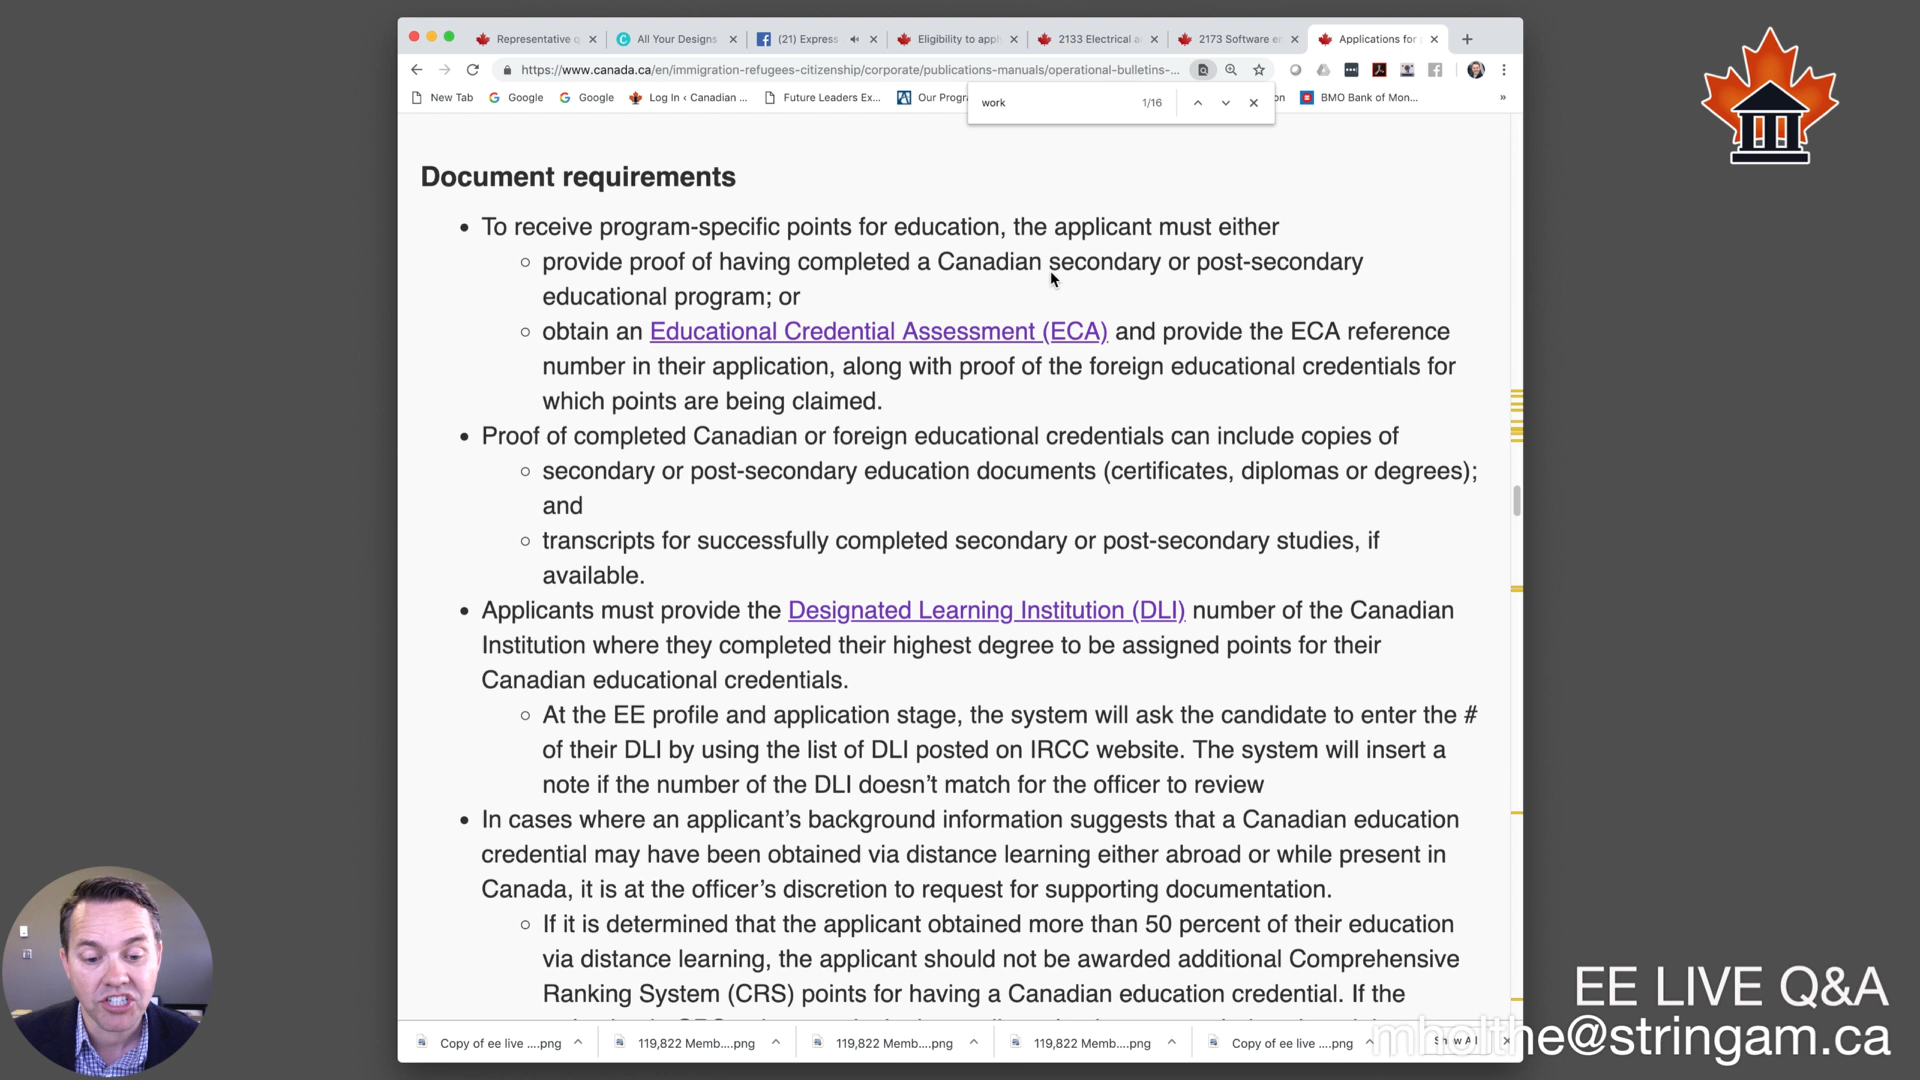 Representative q
All Your Designs
(21) Express
Eligibility to appl
2133 Electrical a
2173 Software en
Applications for
https://www.canada.ca/en/immigration-refugees-citizenship/corporate/publications-manuals/operational-bulletins-...
New Tab
Google
Google
Log In ‹ Canadian ...
Future Leaders Ex...
Our Progr
on
BMO Bank of Mon...
»
work
1/16
Document requirements
• To receive program-specific points for education, the applicant must either
◦ provide proof of having completed a Canadian secondary or post-secondary
educational program; or
◦ obtain an Educational Credential Assessment (ECA) and provide the ECA reference
number in their application, along with proof of the foreign educational credentials for
which points are being claimed.
• Proof of completed Canadian or foreign educational credentials can include copies of
◦ secondary or post-secondary education documents (certificates, diplomas or degrees);
and
◦ transcripts for successfully completed secondary or post-secondary studies, if
available.
• Applicants must provide the Designated Learning Institution (DLI) number of the Canadian
Institution where they completed their highest degree to be assigned points for their
Canadian educational credentials.
◦ At the EE profile and application stage, the system will ask the candidate to enter the #
of their DLI by using the list of DLI posted on IRCC website. The system will insert a
note if the number of the DLI doesn’t match for the officer to review
• In cases where an applicant’s background information suggests that a Canadian education
credential may have been obtained via distance learning either abroad or while present in
Canada, it is at the officer’s discretion to request for supporting documentation.
◦ If it is determined that the applicant obtained more than 50 percent of their education
via distance learning, the applicant should not be awarded additional Comprehensive
Ranking System (CRS) points for having a Canadian education credential. If the
Copy of ee live ....png
119,822 Memb....png
119,822 Memb....png
119,822 Memb....png
Copy of ee live ....png
Show All
EE LIVE Q&A
mholthe@stringam.ca